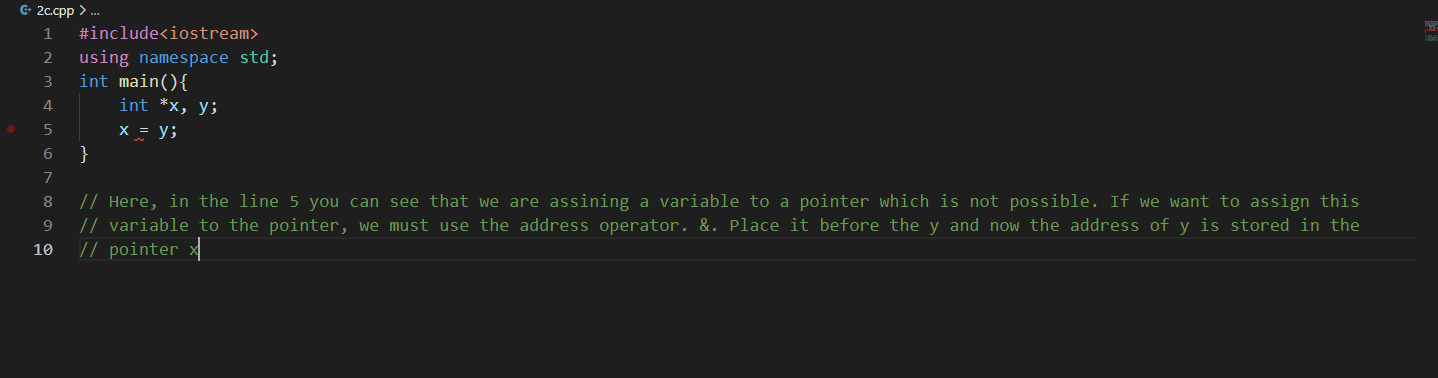 2c.cpp > ...
1 #include<iostream>
2 using namespace std;
3 int main(){
4     int *x, y;
5     x = y;
6 }
7
8 // Here, in the line 5 you can see that we are assining a variable to a pointer which is not possible. If we want to assign this
9 // variable to the pointer, we must use the address operator. &. Place it before the y and now the address of y is stored in the
10 // pointer x